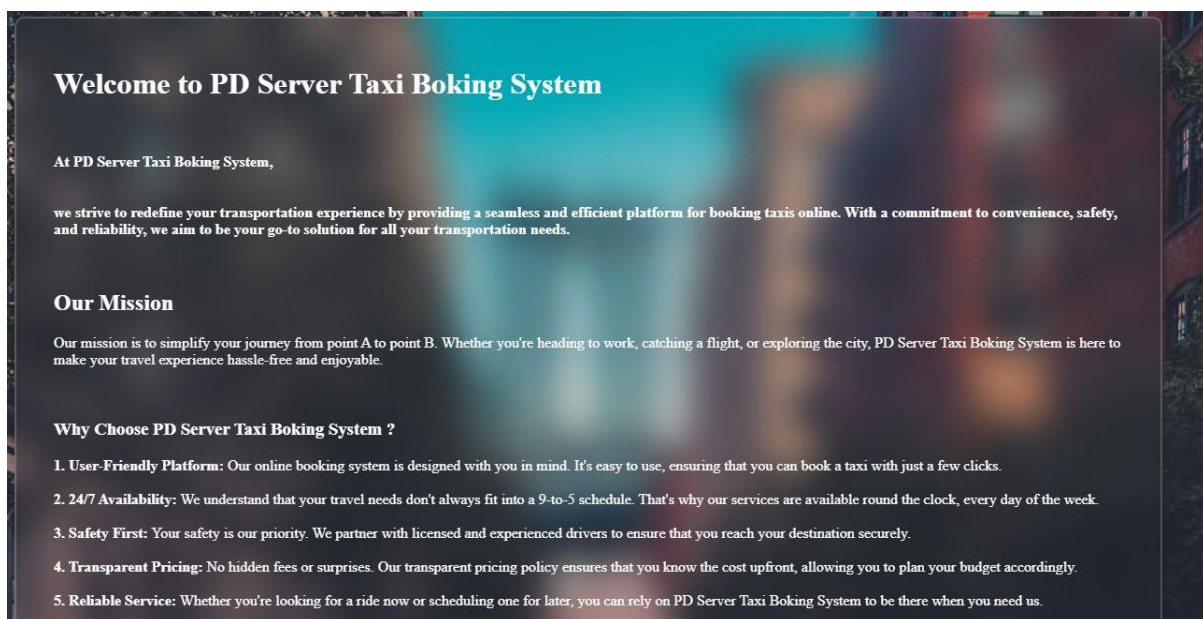 Welcome to PD Server Taxi Boking System
At PD Server Taxi Boking System,
we strive to redefine your transportation experience by providing a seamless and efficient platform for booking taxis online. With a commitment to convenience, safety,
and reliability, we aim to be your go-to solution for all your transportation needs.
Our Mission
Our mission is to simplify your journey from point A to point B. Whether you're heading to work, catching a flight, or exploring the city, PD Server Taxi Boking System is here to
make your travel experience hassle-free and enjoyable.
Why Choose PD Server Taxi Boking System ?
1. User-Friendly Platform: Our online booking system is designed with you in mind. It's easy to use, ensuring that you can book a taxi with just a few clicks.
2. 24/7 Availability: We understand that your travel needs don't always fit into a 9-to-5 schedule. That's why our services are available round the clock, every day of the week.
3. Safety First: Your safety is our priority. We partner with licensed and experienced drivers to ensure that you reach your destination securely.
4. Transparent Pricing: No hidden fees or surprises. Our transparent pricing policy ensures that you know the cost upfront, allowing you to plan your budget accordingly.
5. Reliable Service: Whether you're looking for a ride now or scheduling one for later, you can rely on PD Server Taxi Boking System to be there when you need us.